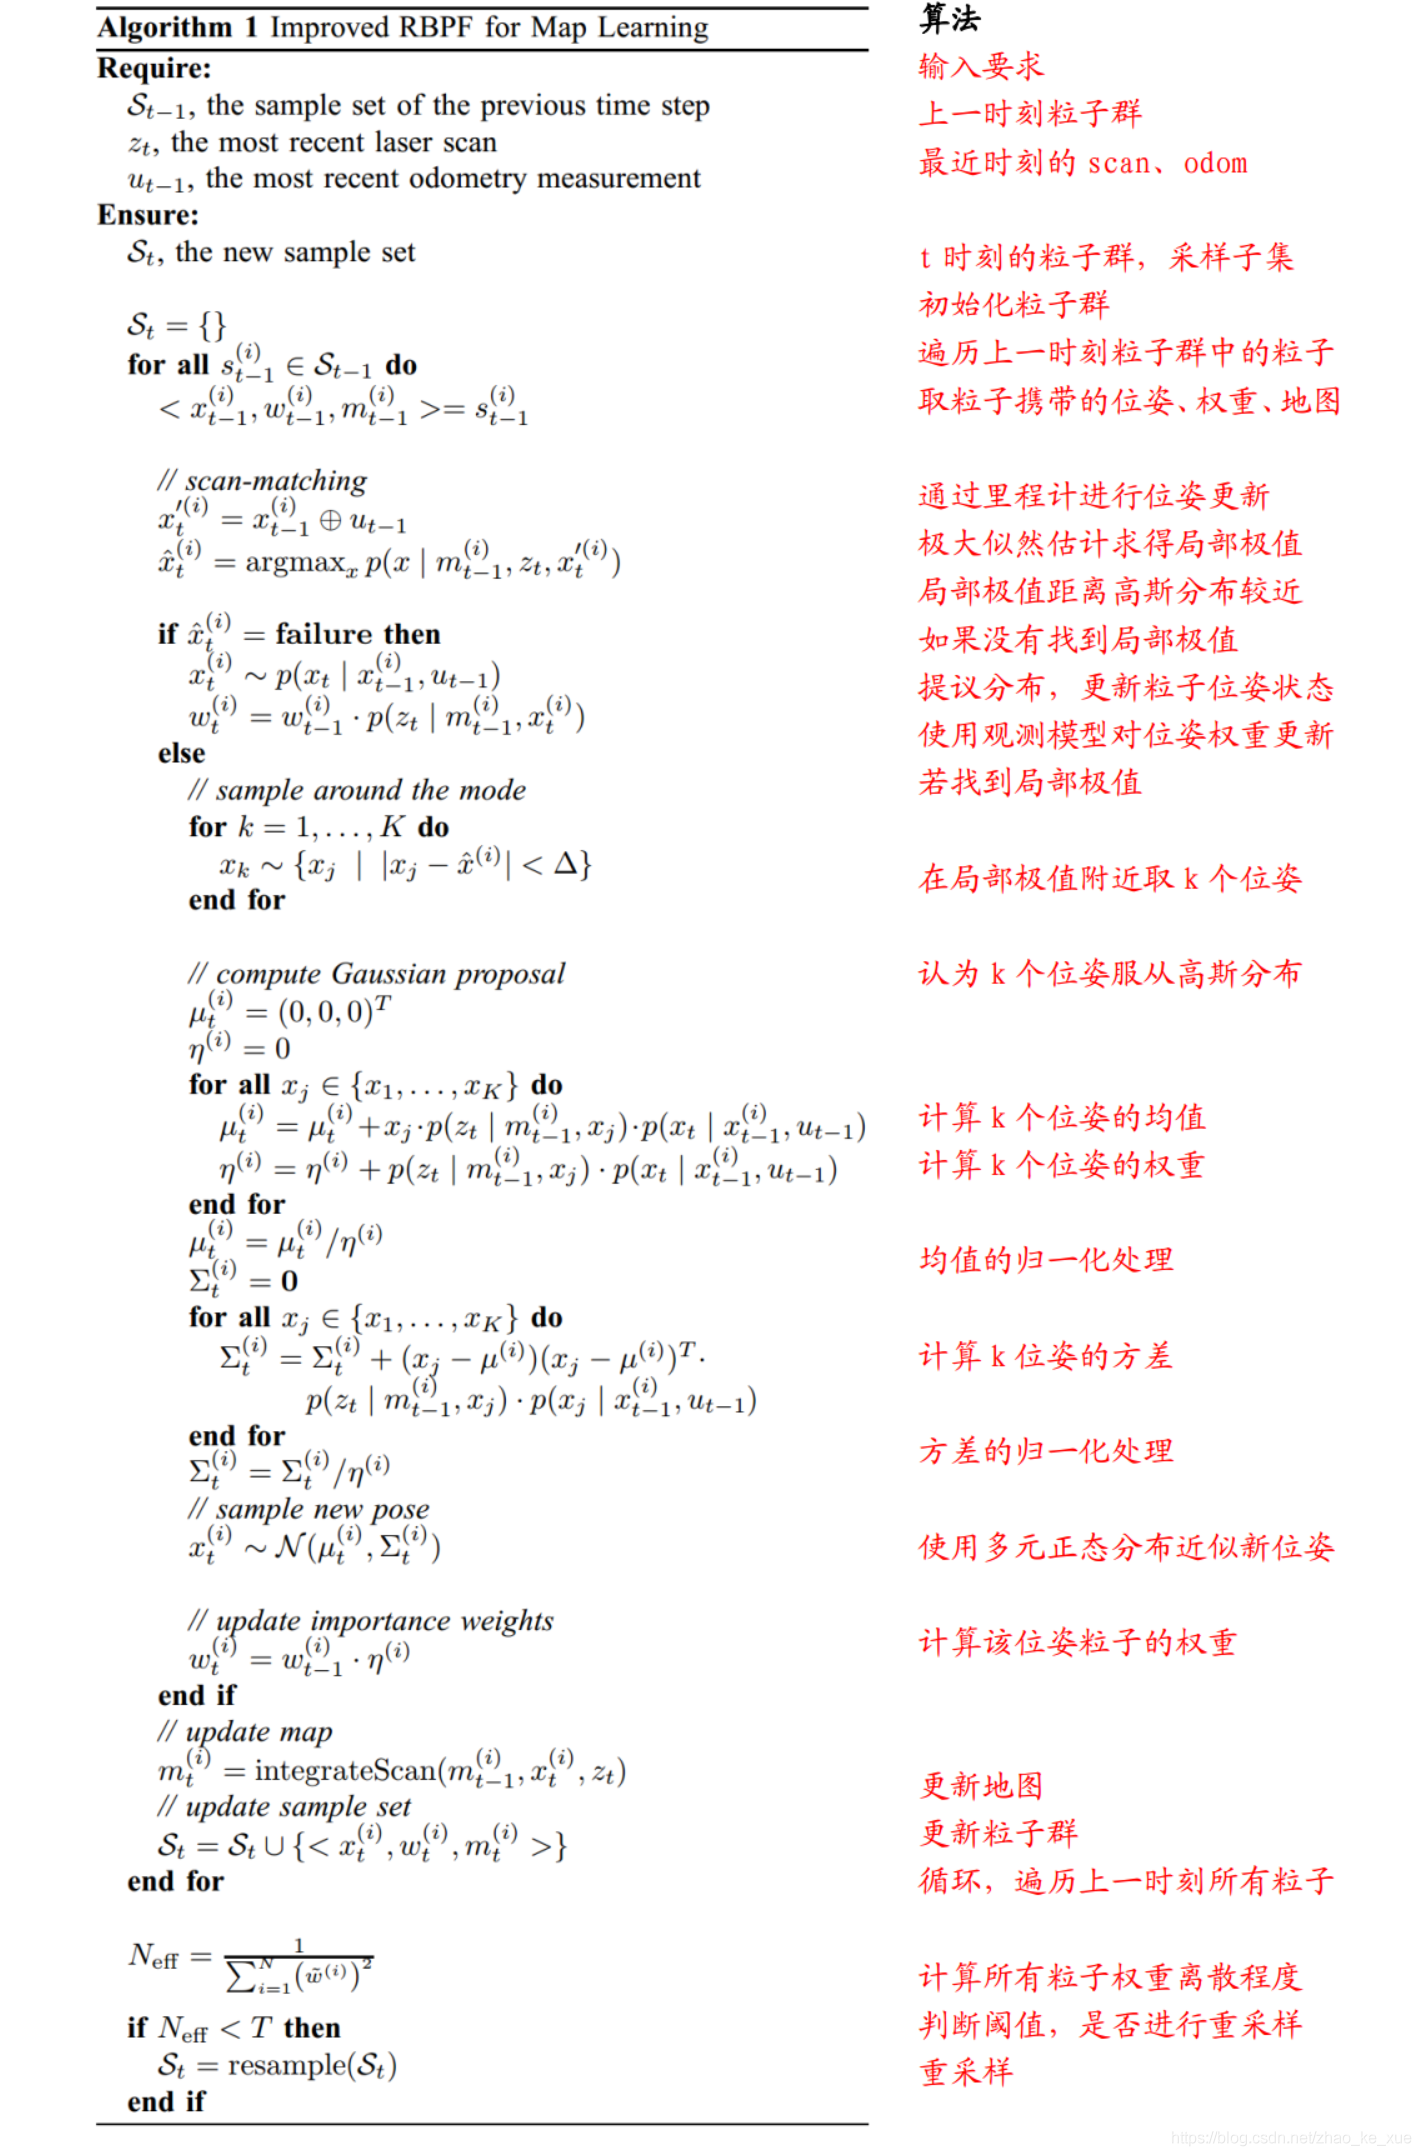 Algorithm 1 Improved RBPF for Map Learning
算法
Require:
输入要求
$\mathcal{S}_{t-1}$, the sample set of the previous time step
上一时刻粒子群
$z_t$, the most recent laser scan
最近时刻的 scan、odom
$u_{t-1}$, the most recent odometry measurement
Ensure:
$\mathcal{S}_t$, the new sample set
t 时刻的粒子群，采样子集
初始化粒子群
$\mathcal{S}_t = \{\}$
for all $s_{t-1}^{(i)} \in \mathcal{S}_{t-1}$ do
遍历上一时刻粒子群中的粒子
$< x_{t-1}^{(i)}, w_{t-1}^{(i)}, m_{t-1}^{(i)} >= s_{t-1}^{(i)}$
取粒子携带的位姿、权重、地图
// scan-matching
通过里程计进行位姿更新
$x_t'^{(i)} = x_{t-1}^{(i)} \oplus u_{t-1}$
极大似然估计求得局部极值
$\hat{x}_t^{(i)} = \text{argmax}_x \, p(x \mid m_{t-1}^{(i)}, z_t, x_t'^{(i)})$
局部极值距离高斯分布较近
if $\hat{x}_t^{(i)}$ = failure then
如果没有找到局部极值
$x_t^{(i)} \sim p(x_t \mid x_{t-1}^{(i)}, u_{t-1})$
提议分布，更新粒子位姿状态
$w_t^{(i)} = w_{t-1}^{(i)} \cdot p(z_t \mid m_{t-1}^{(i)}, x_t^{(i)})$
使用观测模型对位姿权重更新
else
若找到局部极值
// sample around the mode
for $k = 1, \ldots, K$ do
$x_k \sim \{x_j \mid |x_j - \hat{x}^{(i)}| < \Delta\}$
在局部极值附近取 k 个位姿
end for
// compute Gaussian proposal
认为 k 个位姿服从高斯分布
$\mu_t^{(i)} = (0, 0, 0)^T$
$\eta^{(i)} = 0$
for all $x_j \in \{x_1, \ldots, x_K\}$ do
$\mu_t^{(i)} = \mu_t^{(i)} + x_j \cdot p(z_t \mid m_{t-1}^{(i)}, x_j) \cdot p(x_t \mid x_{t-1}^{(i)}, u_{t-1})$
计算 k 个位姿的均值
$\eta^{(i)} = \eta^{(i)} + p(z_t \mid m_{t-1}^{(i)}, x_j) \cdot p(x_t \mid x_{t-1}^{(i)}, u_{t-1})$
计算 k 个位姿的权重
end for
$\mu_t^{(i)} = \mu_t^{(i)} / \eta^{(i)}$
均值的归一化处理
$\Sigma_t^{(i)} = \mathbf{0}$
for all $x_j \in \{x_1, \ldots, x_K\}$ do
$\Sigma_t^{(i)} = \Sigma_t^{(i)} + (x_j - \mu^{(i)})(x_j - \mu^{(i)})^T \cdot$
计算 k 位姿的方差
$p(z_t \mid m_{t-1}^{(i)}, x_j) \cdot p(x_j \mid x_{t-1}^{(i)}, u_{t-1})$
end for
方差的归一化处理
$\Sigma_t^{(i)} = \Sigma_t^{(i)} / \eta^{(i)}$
// sample new pose
$x_t^{(i)} \sim \mathcal{N}(\mu_t^{(i)}, \Sigma_t^{(i)})$
使用多元正态分布近似新位姿
// update importance weights
计算该位姿粒子的权重
$w_t^{(i)} = w_{t-1}^{(i)} \cdot \eta^{(i)}$
end if
// update map
$m_t^{(i)} = \text{integrateScan}(m_{t-1}^{(i)}, x_t^{(i)}, z_t)$
更新地图
// update sample set
更新粒子群
$\mathcal{S}_t = \mathcal{S}_t \cup \{< x_t^{(i)}, w_t^{(i)}, m_t^{(i)} >\}$
end for
循环，遍历上一时刻所有粒子
$N_{\text{eff}} = \frac{1}{\sum_{i=1}^{N} (\tilde{w}^{(i)})^2}$
计算所有粒子权重离散程度
if $N_{\text{eff}} < T$ then
判断阈值，是否进行重采样
$\mathcal{S}_t = \text{resample}(\mathcal{S}_t)$
重采样
end if
https://blog.csdn.net/zhao_ke_xue